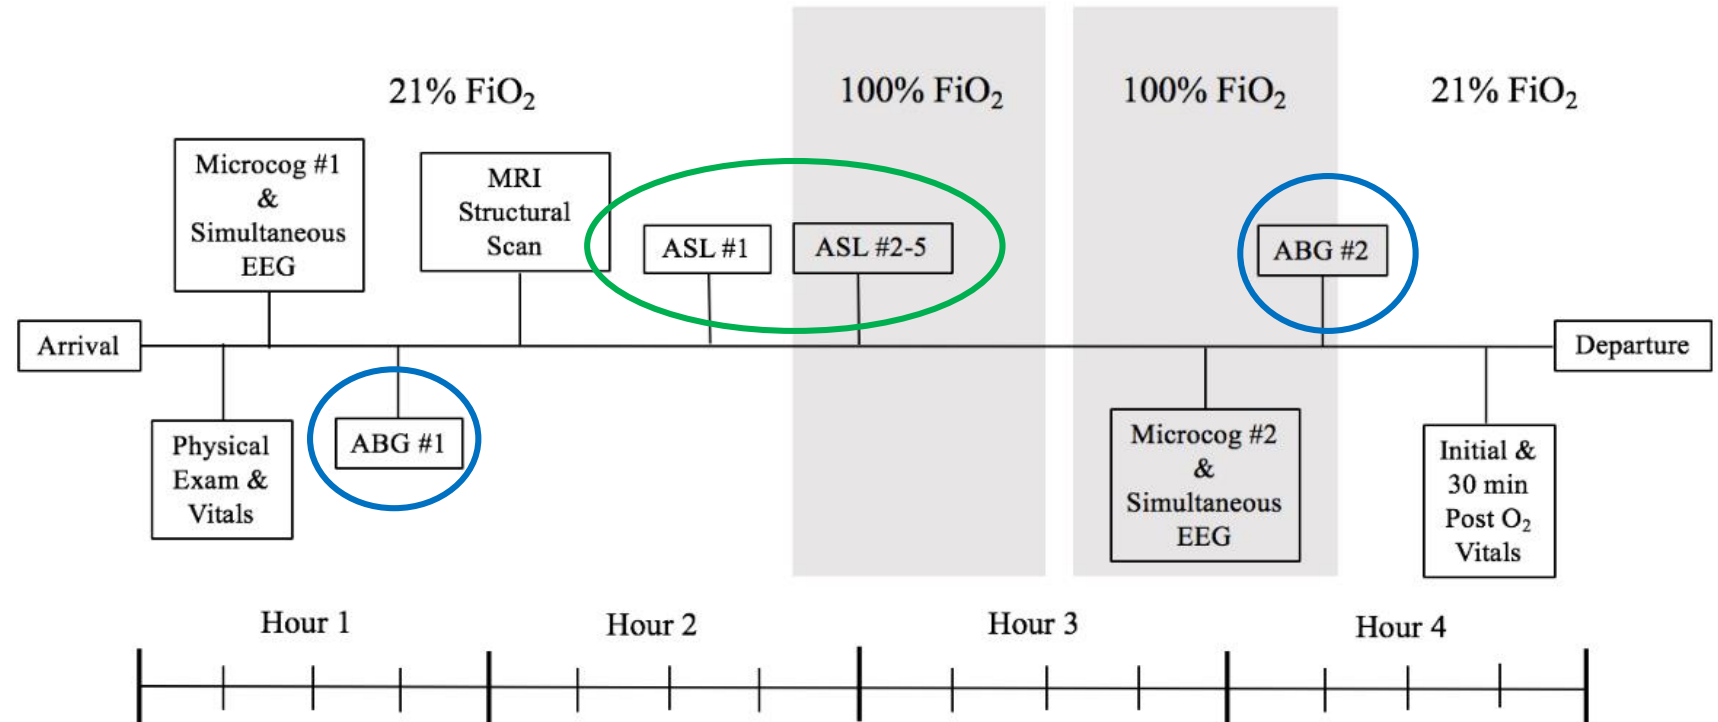 21% FiO₂
100% FiO₂
100% FiO₂
21% FiO₂
Microcog #1
&
Simultaneous
EEG
MRI
Structural
Scan
ASL #1
ASL #2-5
ABG #2
Arrival
Departure
Physical
Exam &
Vitals
ABG #1
Microcog #2
&
Simultaneous
EEG
Initial &
30 min
Post O₂
Vitals
Hour 1
Hour 2
Hour 3
Hour 4